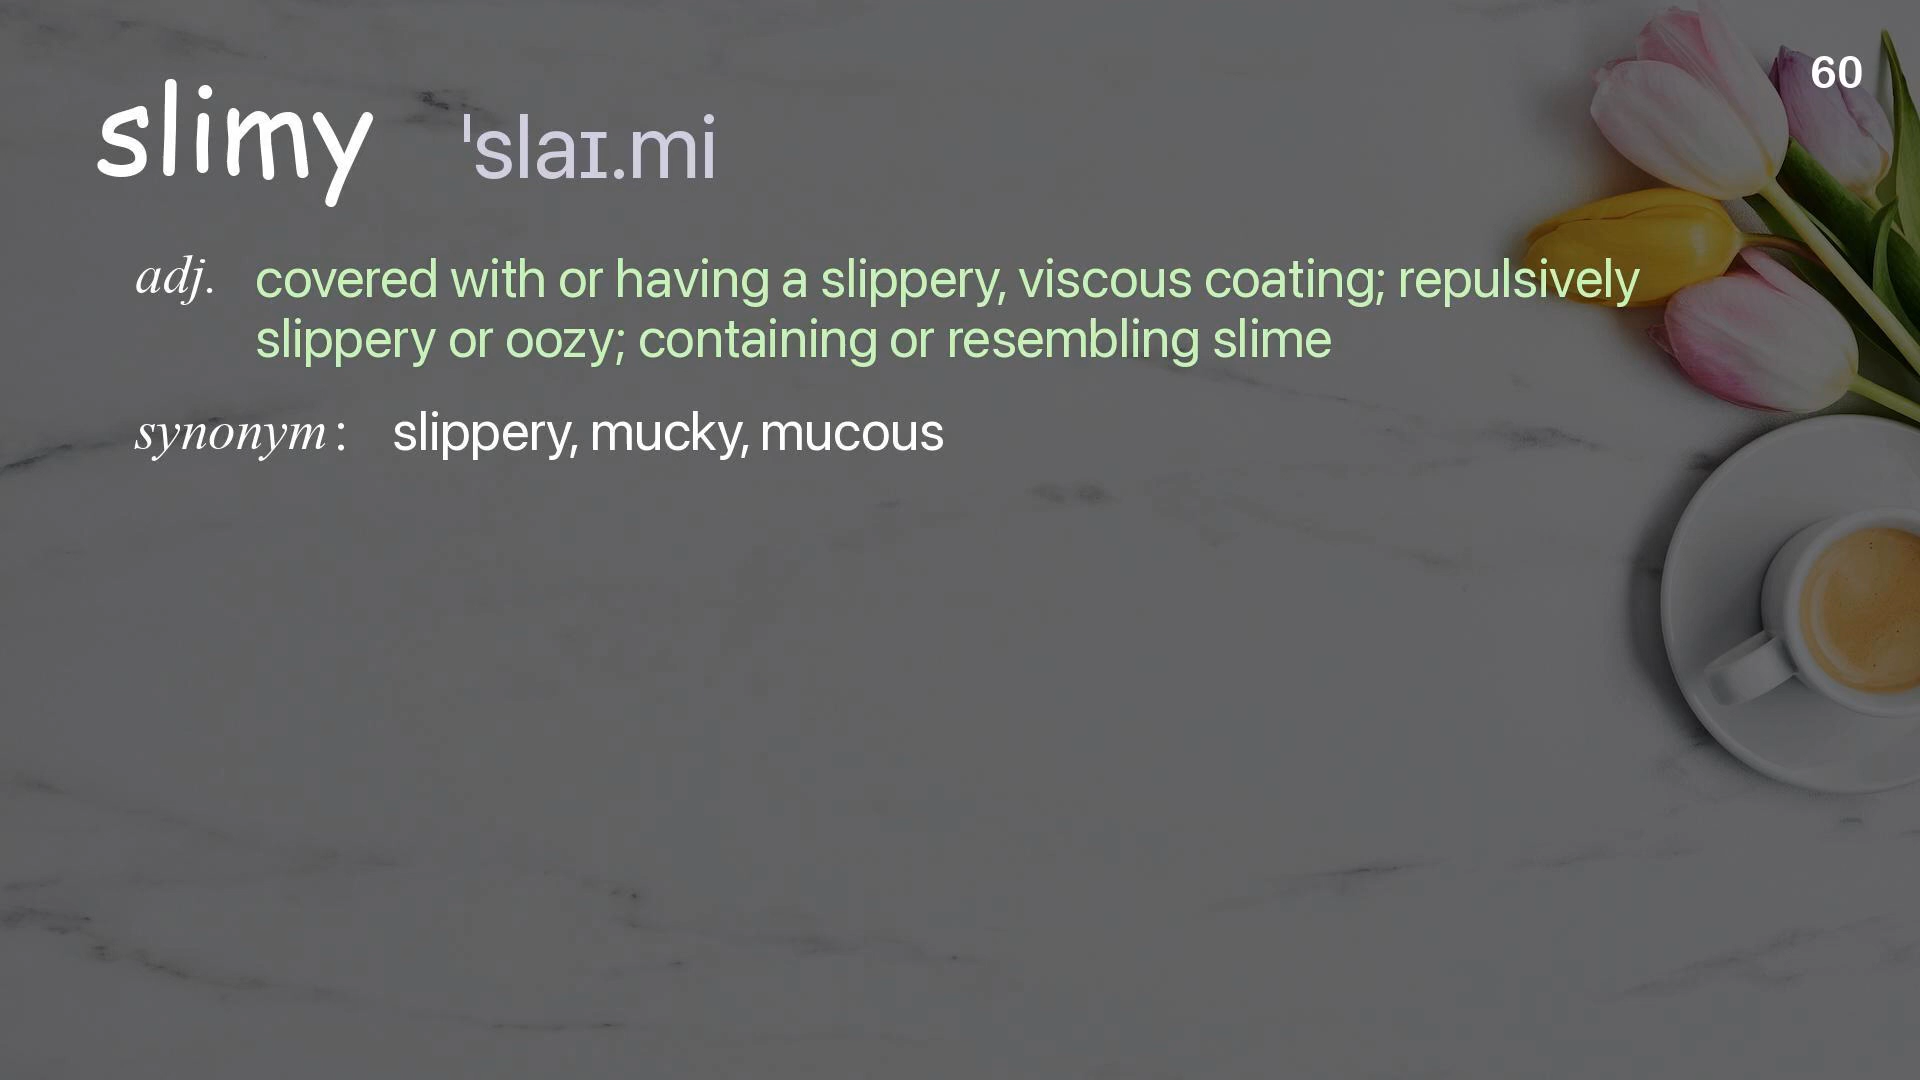 60
slimy ˈslaɪ.mi
adj. covered with or having a slippery, viscous coating; repulsively
slippery or oozy; containing or resembling slime
synonym : slippery, mucky, mucous